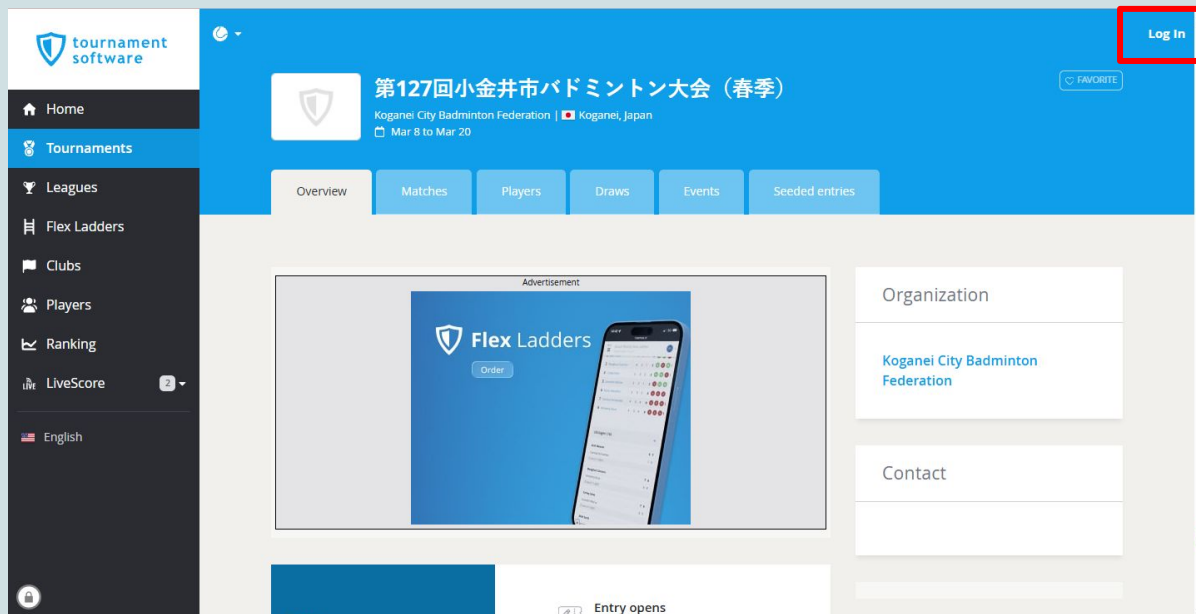 tournament
software
Log In
第127回小金井市バドミントン大会（春季）
FAVORITE
Koganei City Badminton Federation | Koganei, Japan
Mar 8 to Mar 20
Home
Tournaments
Leagues
Flex Ladders
Clubs
Players
Ranking
LIVE LiveScore 2
English
Overview
Matches
Players
Draws
Events
Seeded entries
Advertisement
Flex Ladders
Order
Organization
Koganei City Badminton
Federation
Contact
Entry opens